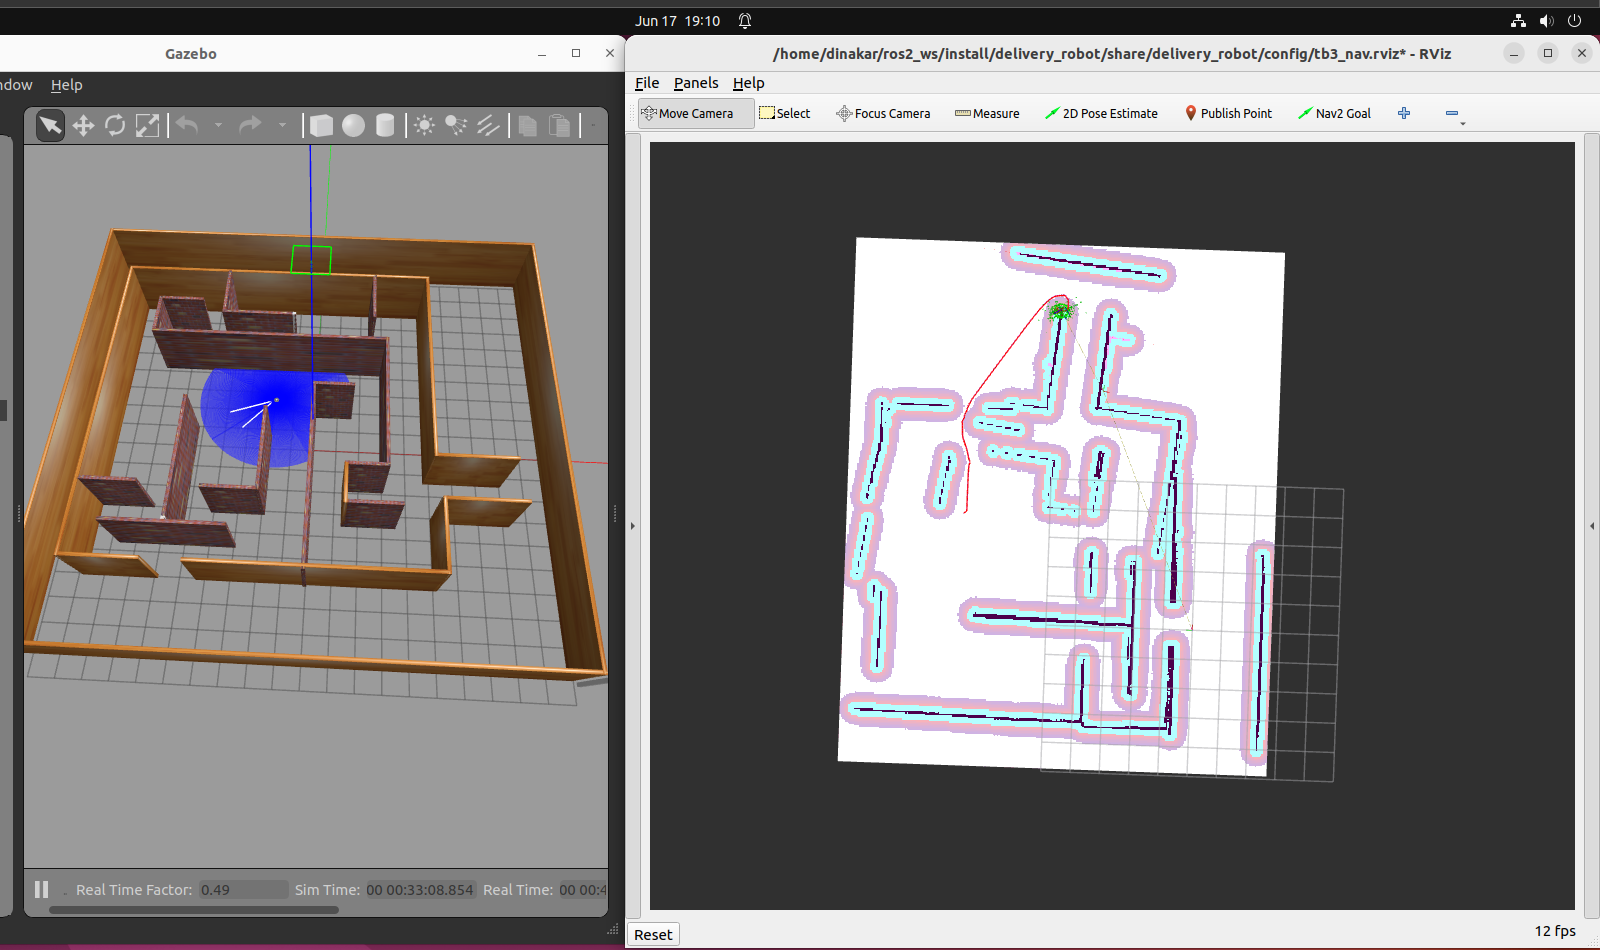 Jun 17 19:10
Gazebo
ndow Help
Real Time Factor: 0.49 Sim Time: 00 00:33:08.854 Real Time: 00 00:4
/home/dinakar/ros2_ws/install/delivery_robot/share/delivery_robot/config/tb3_nav.rviz* - RViz
File Panels Help
Move Camera Select Focus Camera Measure 2D Pose Estimate Publish Point Nav2 Goal
Reset
12 fps